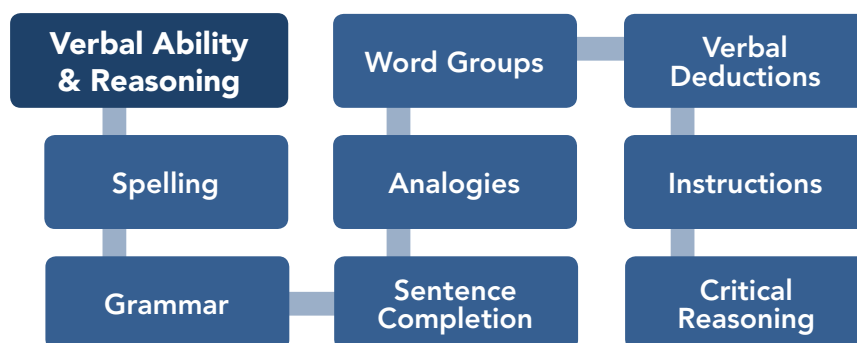 Verbal Ability
& Reasoning
Spelling
Grammar
Sentence
Completion
Analogies
Word Groups
Verbal
Deductions
Instructions
Critical
Reasoning